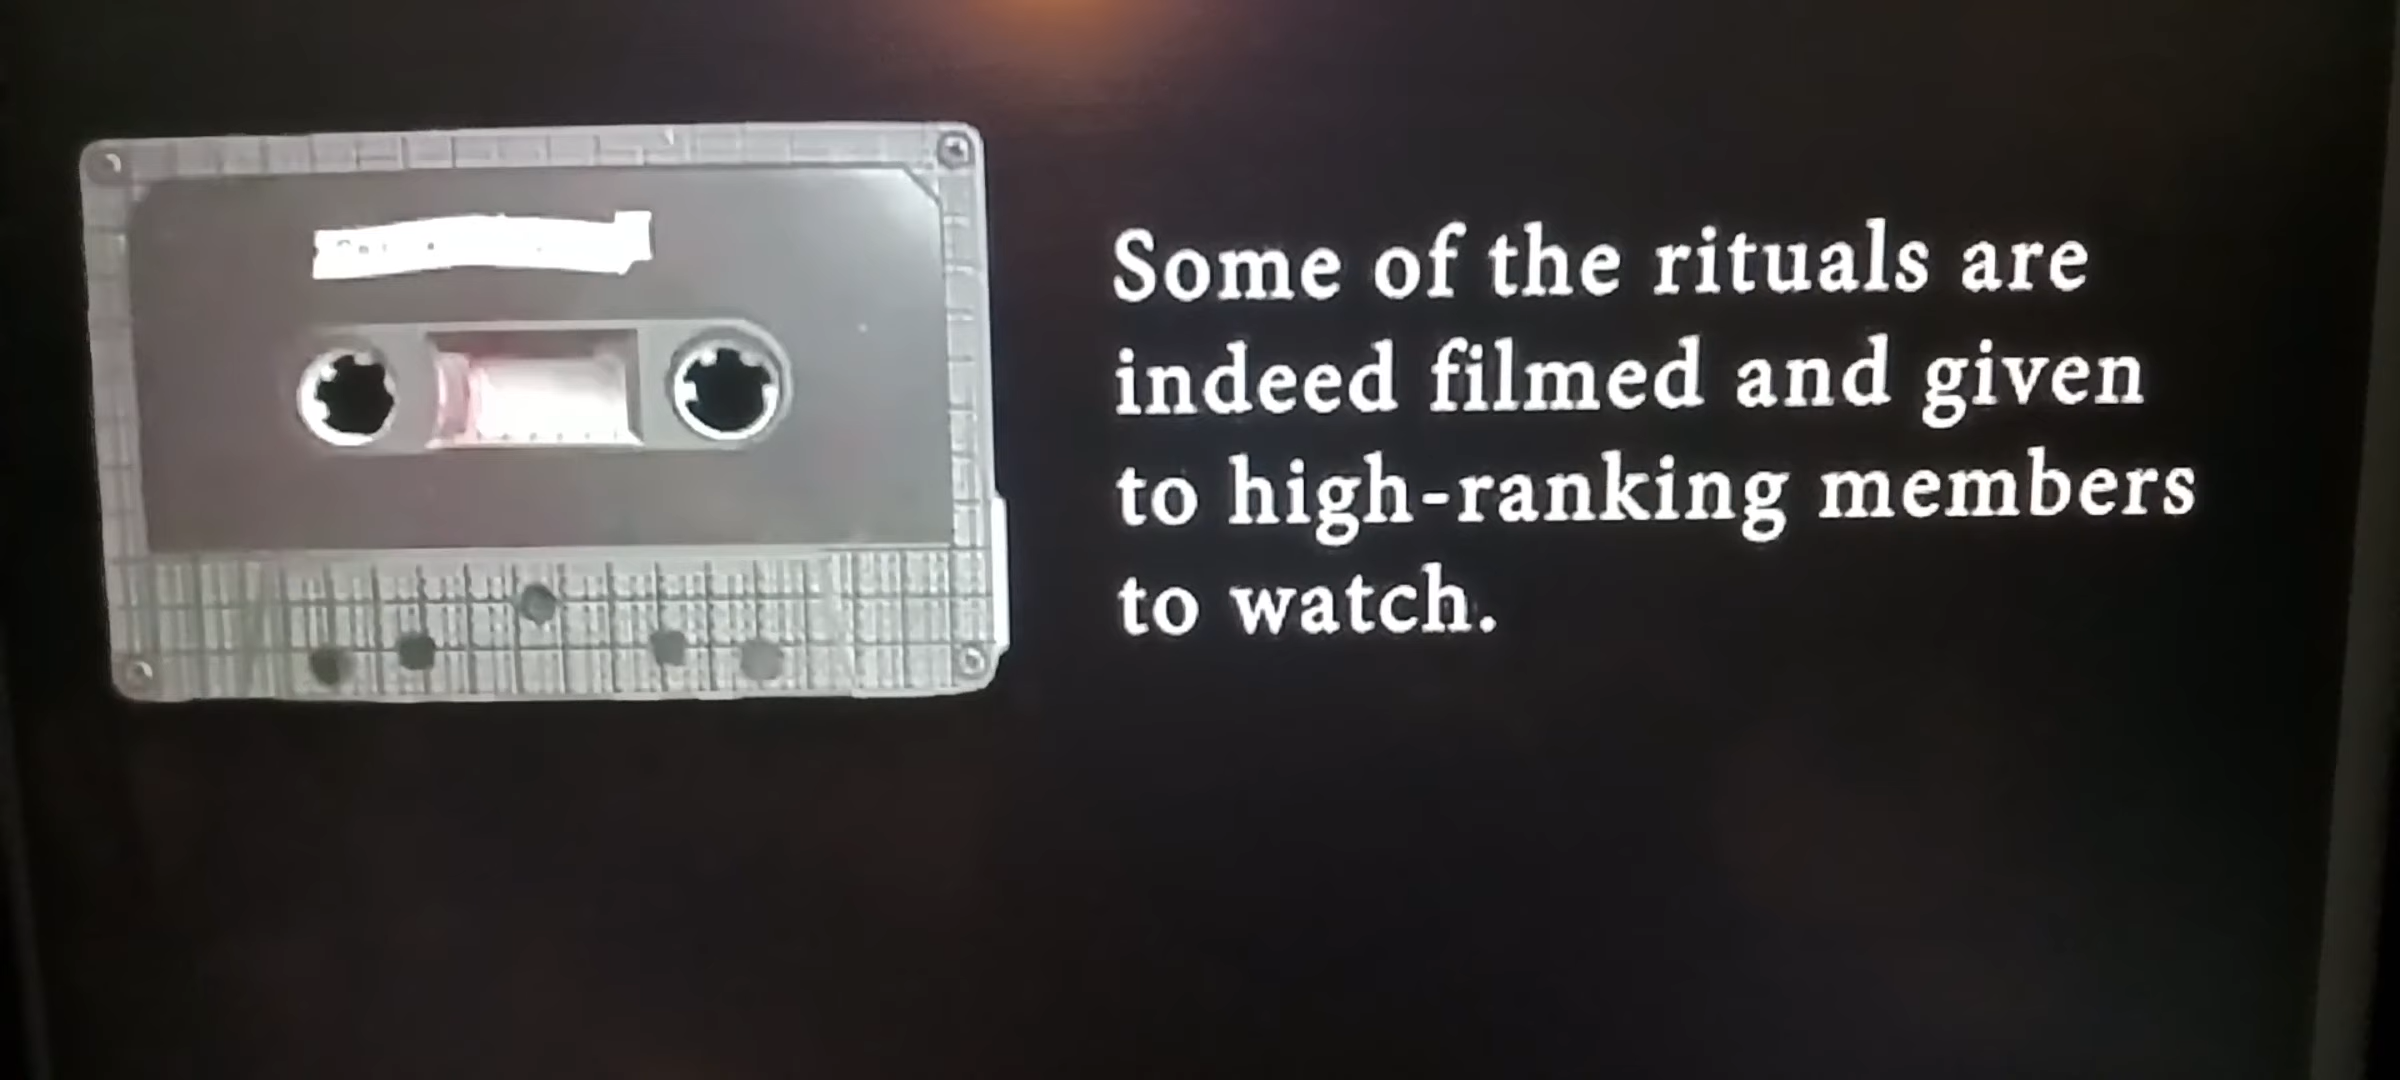 Some of the rituals are
indeed filmed and given
to high-ranking members
to watch.